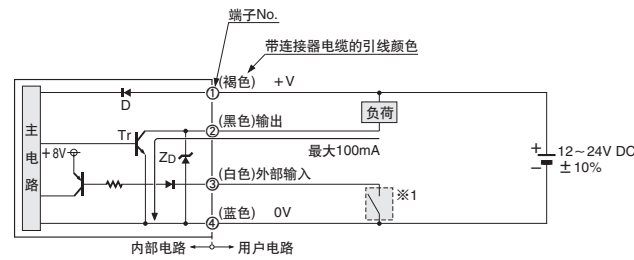 端子No.
带连接器电缆的引线颜色
① (褐色) +V
D
② (黑色)输出
负荷
主电路
Tr
+8V
ZD
最大100mA
+ 12～24V DC
− ±10%
③ (白色)外部输入
※1
④ (蓝色) 0V
内部电路 用户电路